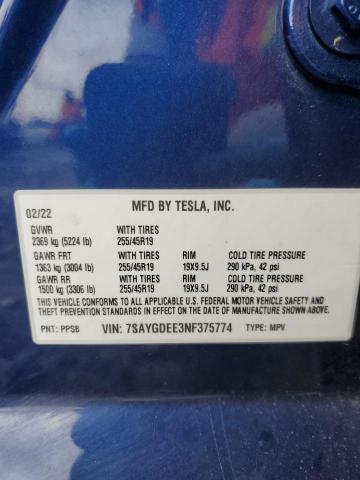 MFD BY TESLA, INC.
02/22
GVWR WITH TIRES
2369 kg (5224 lb) 255/45R19
GAWR FRT WITH TIRES RIM COLD TIRE PRESSURE
1363 kg (3004 lb) 255/45R19 19X9.5J 290 kPa, 42 psi
GAWR RR WITH TIRES RIM COLD TIRE PRESSURE
1500 kg (3306 lb) 255/45R19 19X9.5J 290 kPa, 42 psi
THIS VEHICLE CONFORMS TO ALL APPLICABLE U.S. FEDERAL MOTOR VEHICLE SAFETY AND
THEFT PREVENTION STANDARDS IN EFFECT ON THE DATE OF MANUFACTURE SHOWN ABOVE.
PNT: PPSB VIN: 7SAYGDEE3NF375774 TYPE: MPV